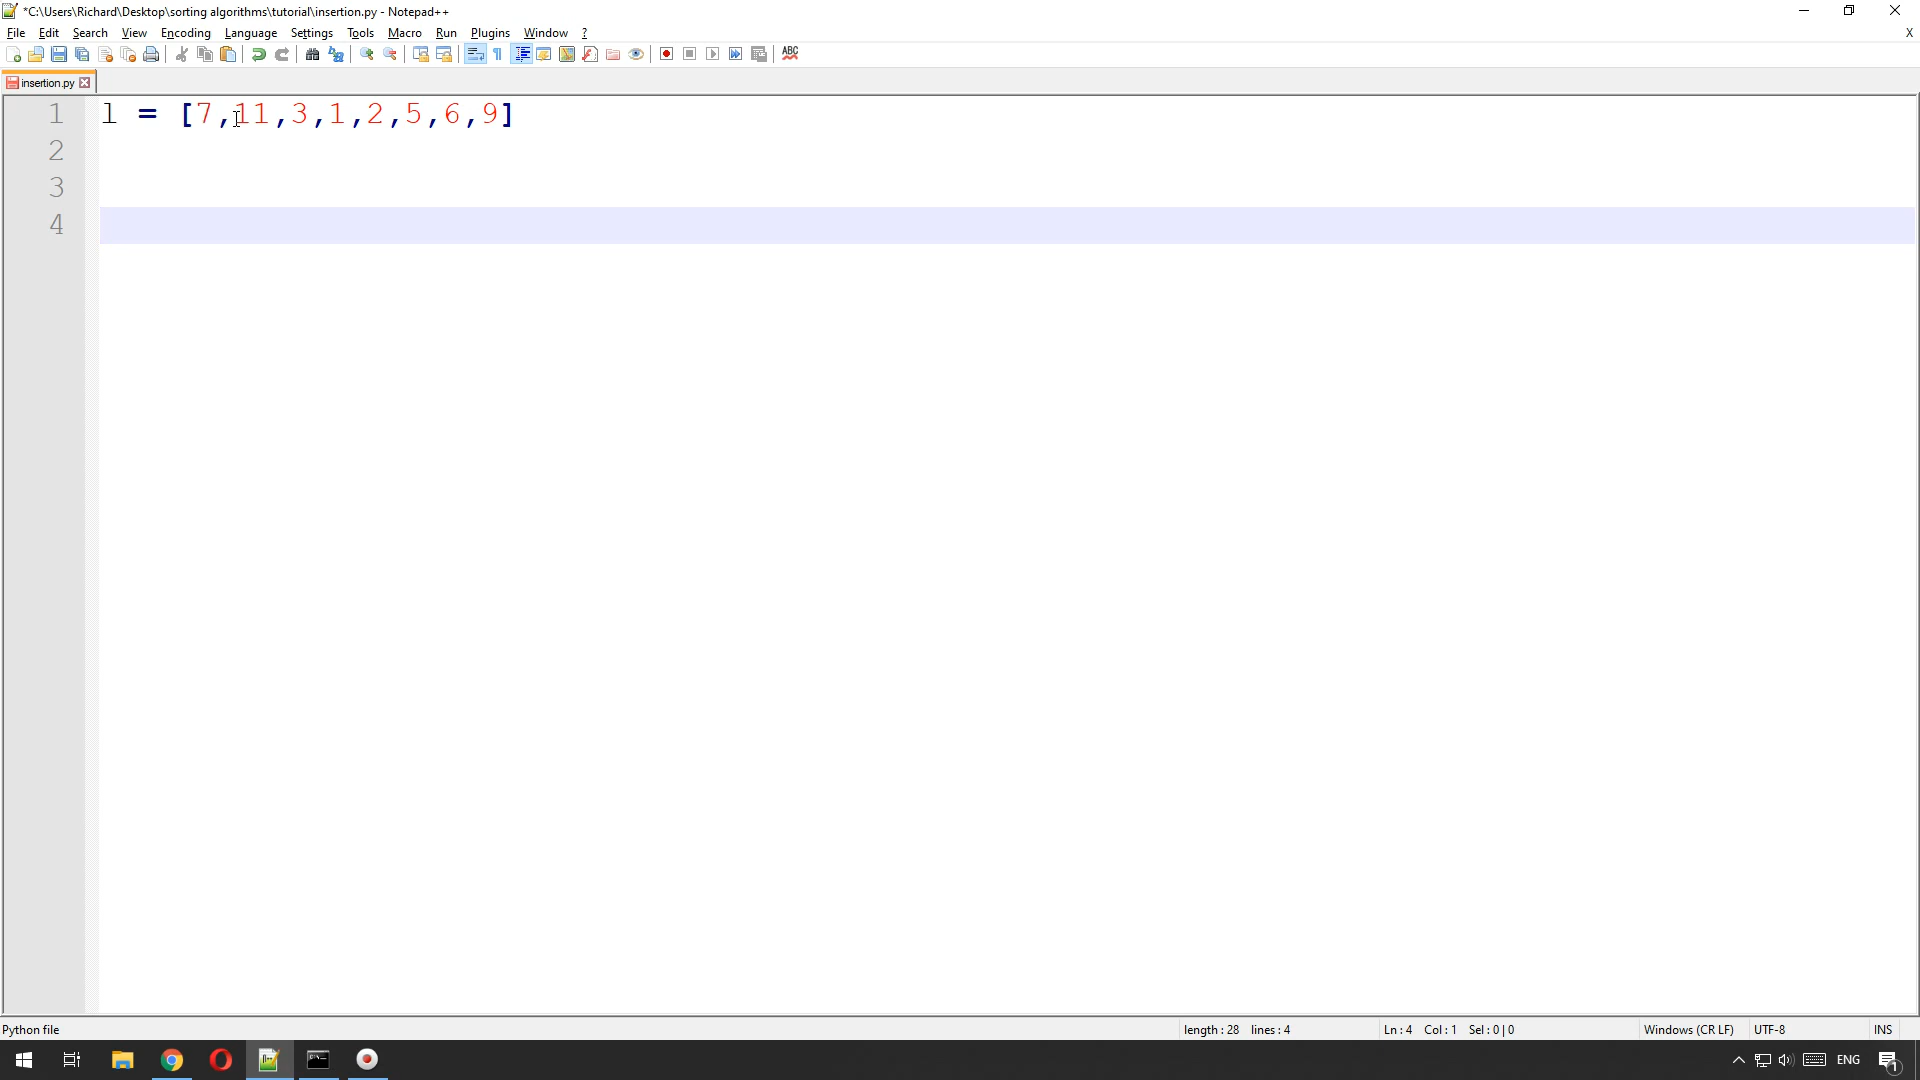 *C:\Users\Richard\Desktop\sorting algorithms\tutorial\insertion.py - Notepad++
File Edit Search View Encoding Language Settings Tools Macro Run Plugins Window ? X
ABC
insertion.py
1 l = [7,11,3,1,2,5,6,9]
2
3
4
Python file length : 28 lines : 4 Ln : 4 Col : 1 Sel : 0 | 0 Windows (CR LF) UTF-8 INS
ENG 1